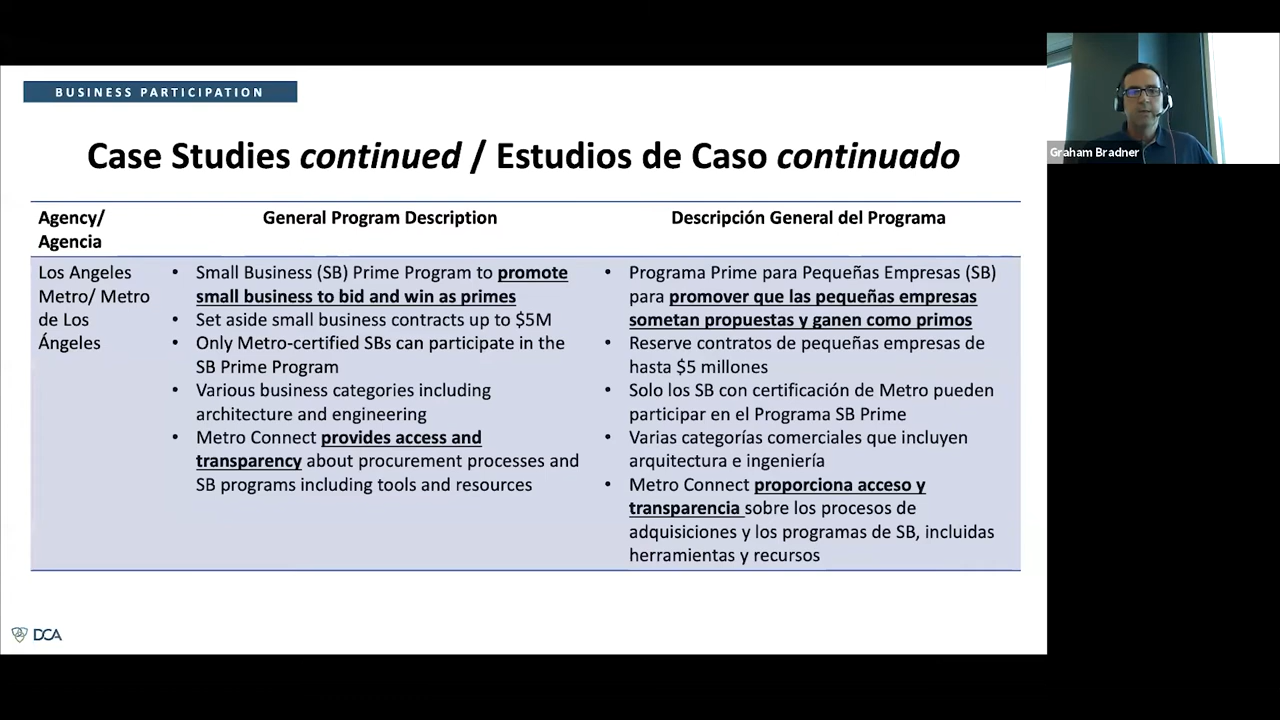 BUSINESS PARTICIPATION
Case Studies continued / Estudios de Caso continuado
Agency/
Agencia
General Program Description
Descripción General del Programa
Los Angeles
Metro/ Metro
de Los
Ángeles
• Small Business (SB) Prime Program to promote
small business to bid and win as primes
• Set aside small business contracts up to $5M
• Only Metro-certified SBs can participate in the
SB Prime Program
• Various business categories including
architecture and engineering
• Metro Connect provides access and
transparency about procurement processes and
SB programs including tools and resources
• Programa Prime para Pequeñas Empresas (SB)
para promover que las pequeñas empresas
sometan propuestas y ganen como primos
• Reserve contratos de pequeñas empresas de
hasta $5 millones
• Solo los SB con certificación de Metro pueden
participar en el Programa SB Prime
• Varias categorías comerciales que incluyen
arquitectura e ingeniería
• Metro Connect proporciona acceso y
transparencia sobre los procesos de
adquisiciones y los programas de SB, incluidas
herramientas y recursos
DCA
Graham Bradner